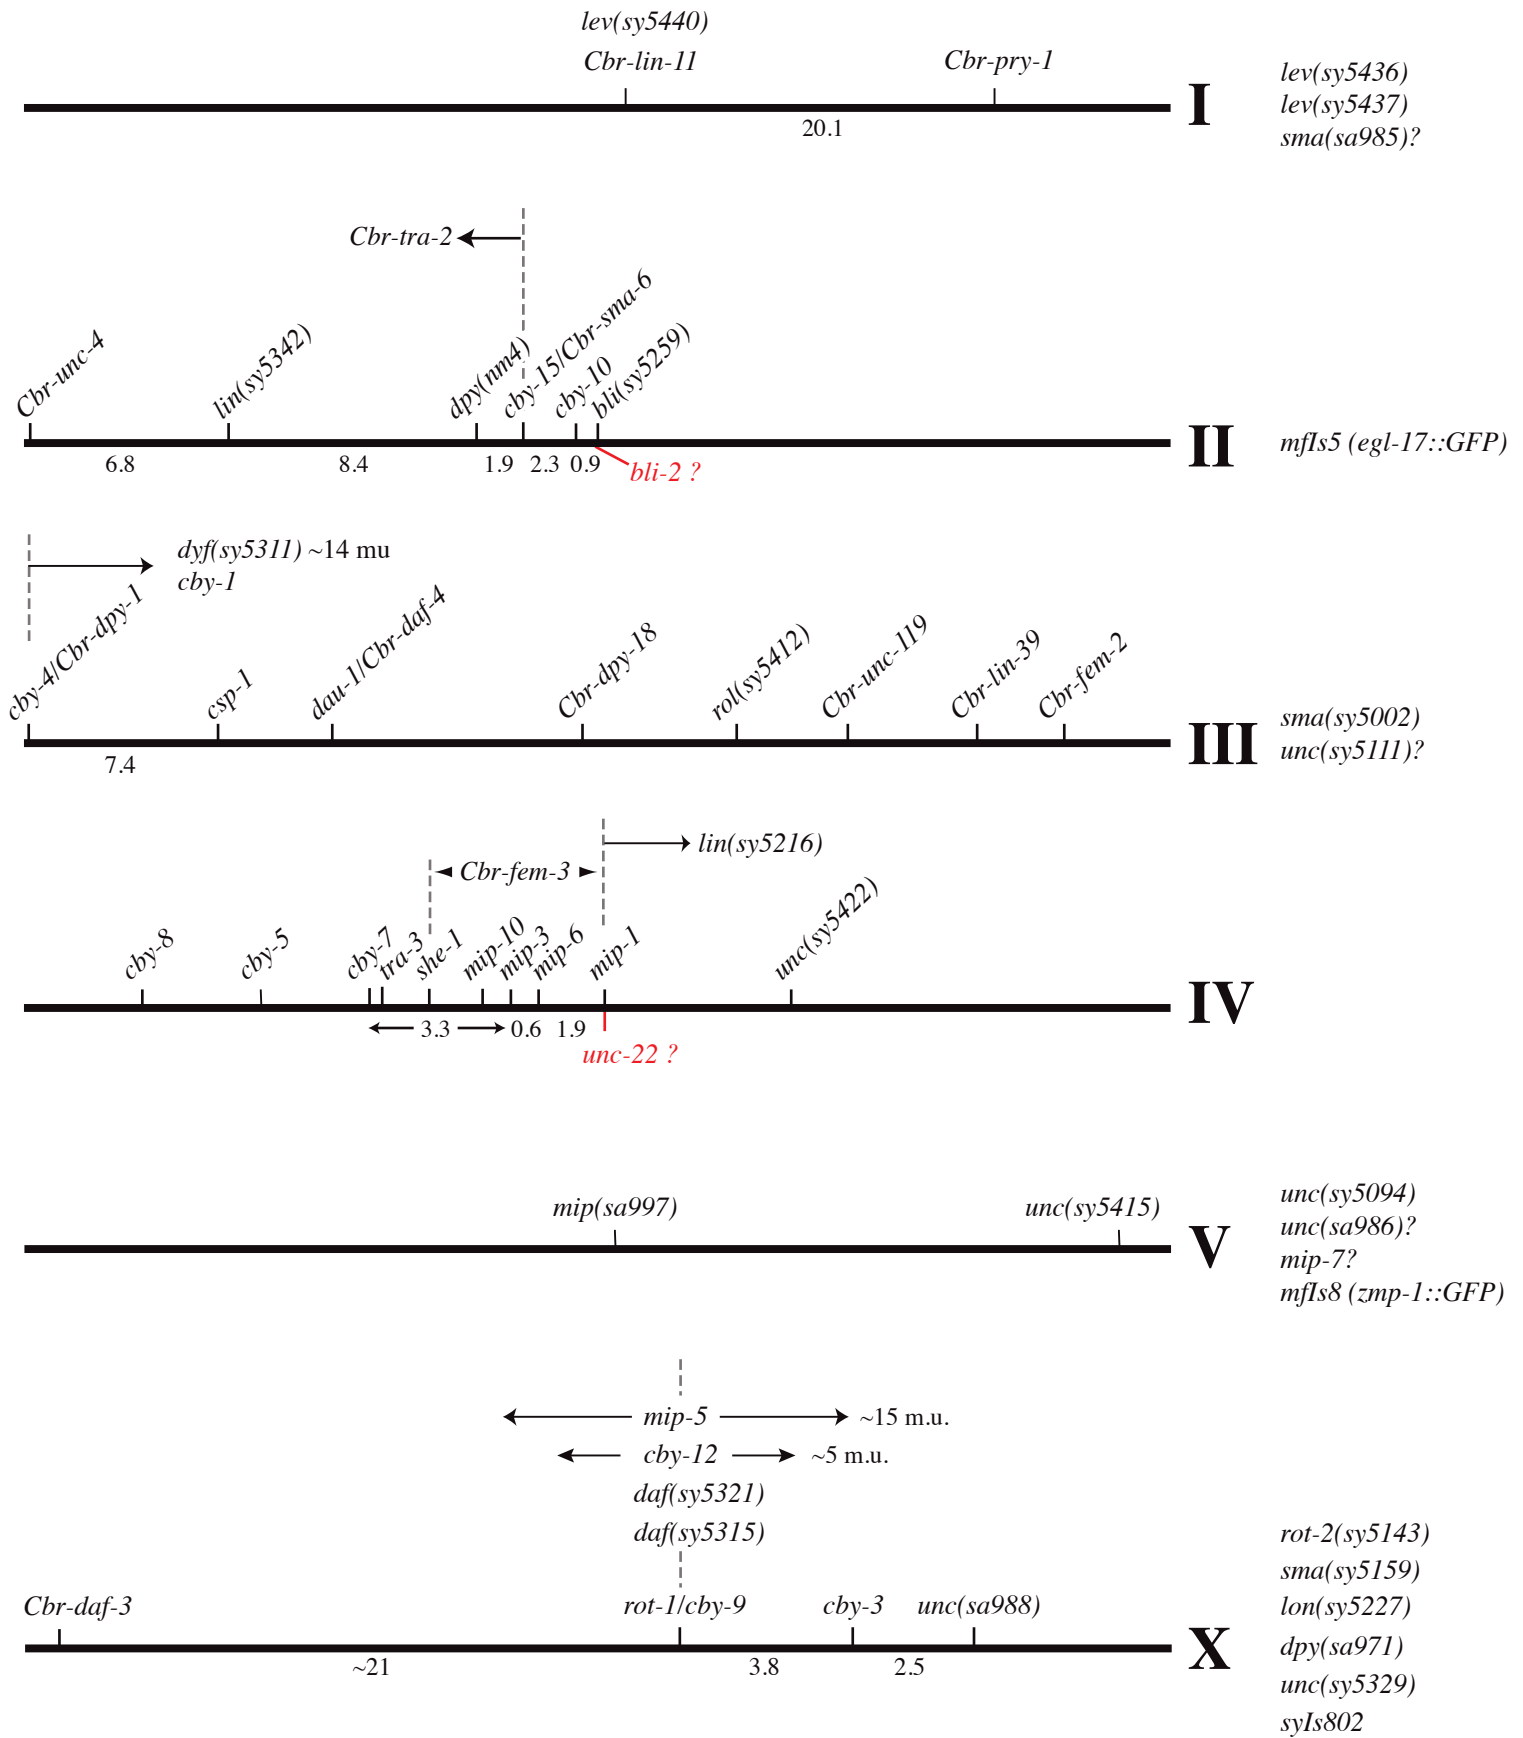 lev(sy5440)
Cbr-lin-11
Cbr-pry-1
20.1
I
lev(sy5436)
lev(sy5437)
sma(sa985)?
Cbr-tra-2
Cbr-unc-4
lin(sy5342)
dpy(nm4)
cby-15/Cbr-sma-6
cby-10
bli(sy5259)
6.8
8.4
1.9
2.3
0.9
bli-2 ?
II
mfIs5 (egl-17::GFP)
dyf(sy5311) ~14 mu
cby-1
cby-4/Cbr-dpy-1
csp-1
dau-1/Cbr-daf-4
Cbr-dpy-18
rol(sy5412)
Cbr-unc-119
Cbr-lin-39
Cbr-fem-2
7.4
III
sma(sy5002)
unc(sy5111)?
lin(sy5216)
Cbr-fem-3
cby-8
cby-5
cby-7
tra-3
she-1
mip-10
mip-3
mip-6
mip-1
unc(sy5422)
3.3
0.6
1.9
unc-22 ?
IV
mip(sa997)
unc(sy5415)
V
unc(sy5094)
unc(sa986)?
mip-7?
mfIs8 (zmp-1::GFP)
mip-5 ~15 m.u.
cby-12 ~5 m.u.
daf(sy5321)
daf(sy5315)
Cbr-daf-3
rot-1/cby-9
cby-3
unc(sa988)
~21
3.8
2.5
X
rot-2(sy5143)
sma(sy5159)
lon(sy5227)
dpy(sa971)
unc(sy5329)
syIs802